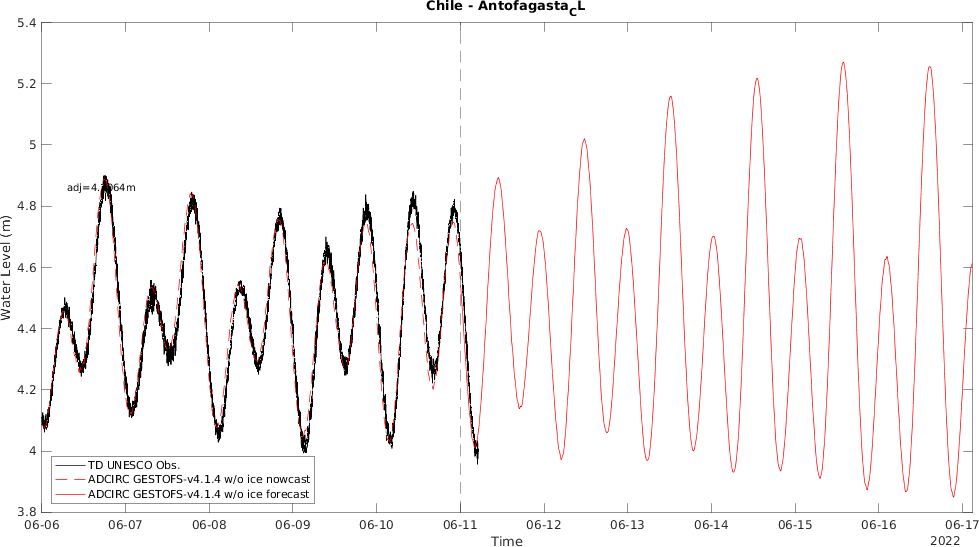 Chile - Antofagasta_CL
5.4
5.2
5
4.8
4.6
4.4
4.2
4
3.8
Water Level (m)
TD UNESCO Obs.
ADCIRC GESTOFS-v4.1.4 w/o ice nowcast
ADCIRC GESTOFS-v4.1.4 w/o ice forecast
06-06 06-07 06-08 06-09 06-10 06-11 06-12 06-13 06-14 06-15 06-16 06-17
Time
2022